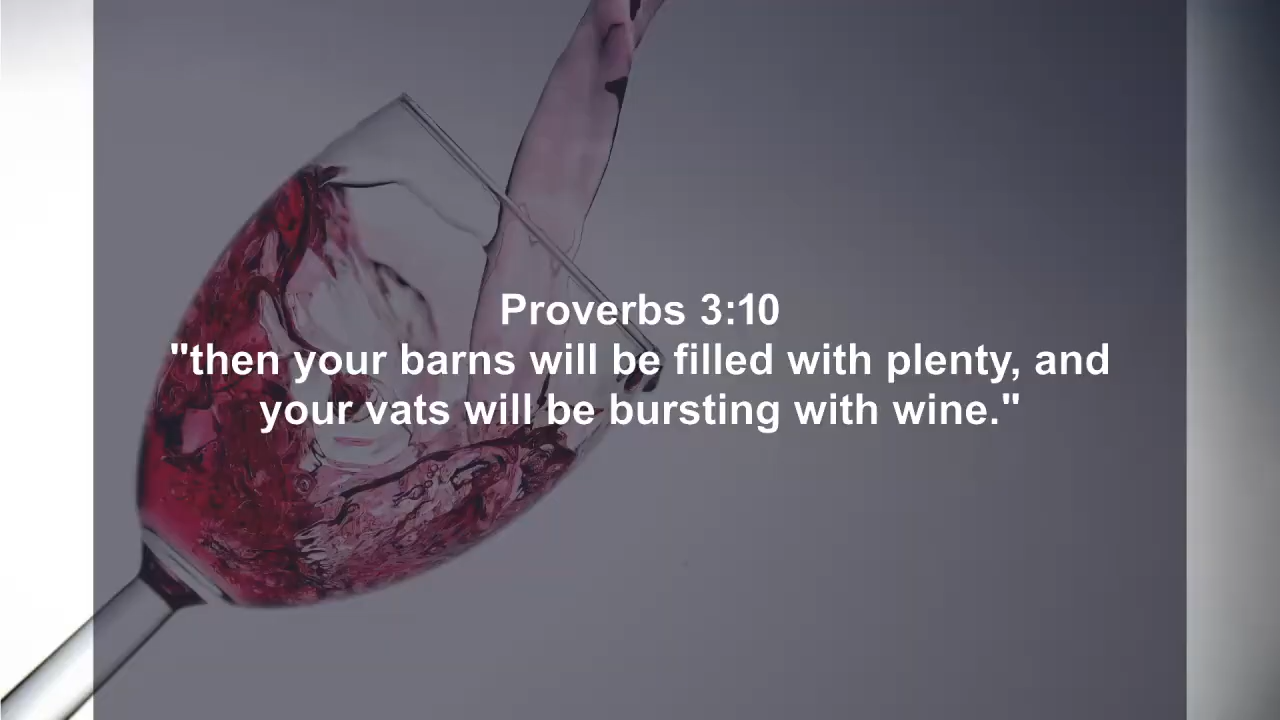 Proverbs 3:10
"then your barns will be filled with plenty, and
your vats will be bursting with wine."